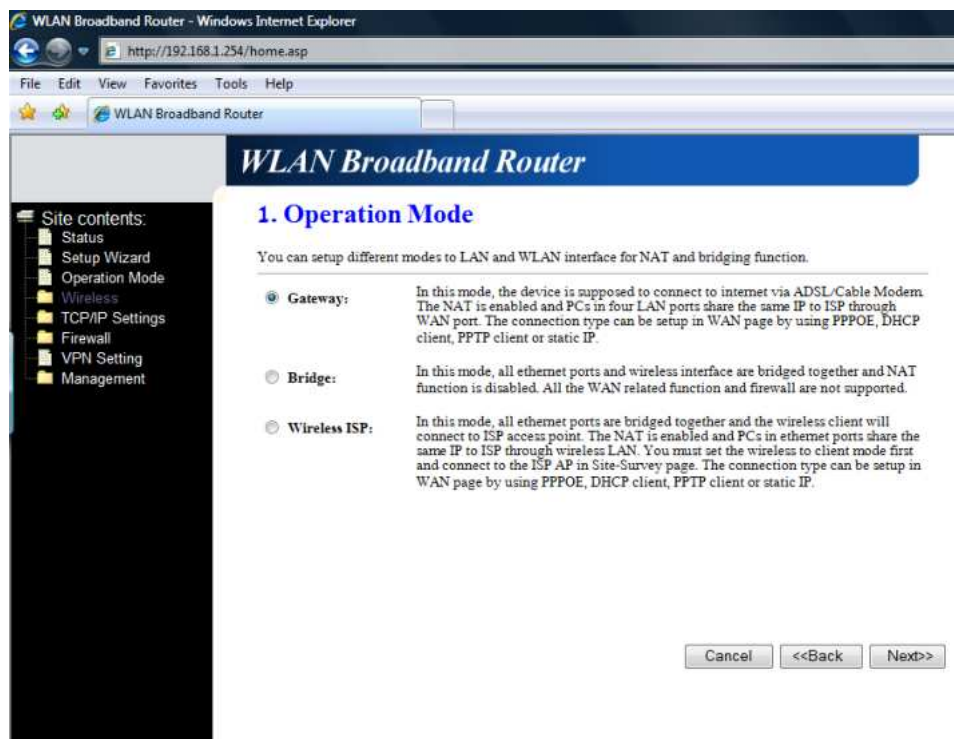 WLAN Broadband Router - Windows Internet Explorer
http://192.168.1.254/home.asp
File Edit View Favorites Tools Help
WLAN Broadband Router
WLAN Broadband Router
Site contents:
Status
Setup Wizard
Operation Mode
Wireless
TCP/IP Settings
Firewall
VPN Setting
Management
1. Operation Mode
You can setup different modes to LAN and WLAN interface for NAT and bridging function.
Gateway:
In this mode, the device is supposed to connect to internet via ADSL/Cable Modem.
The NAT is enabled and PCs in four LAN ports share the same IP to ISP through
WAN port. The connection type can be setup in WAN page by using PPPOE, DHCP
client, PPTP client or static IP.
Bridge:
In this mode, all ethernet ports and wireless interface are bridged together and NAT
function is disabled. All the WAN related function and firewall are not supported.
Wireless ISP:
In this mode, all ethernet ports are bridged together and the wireless client will
connect to ISP access point. The NAT is enabled and PCs in ethernet ports share the
same IP to ISP through wireless LAN. You must set the wireless to client mode first
and connect to the ISP AP in Site-Survey page. The connection type can be setup in
WAN page by using PPPOE, DHCP client, PPTP client or static IP.
Cancel <<Back Next>>